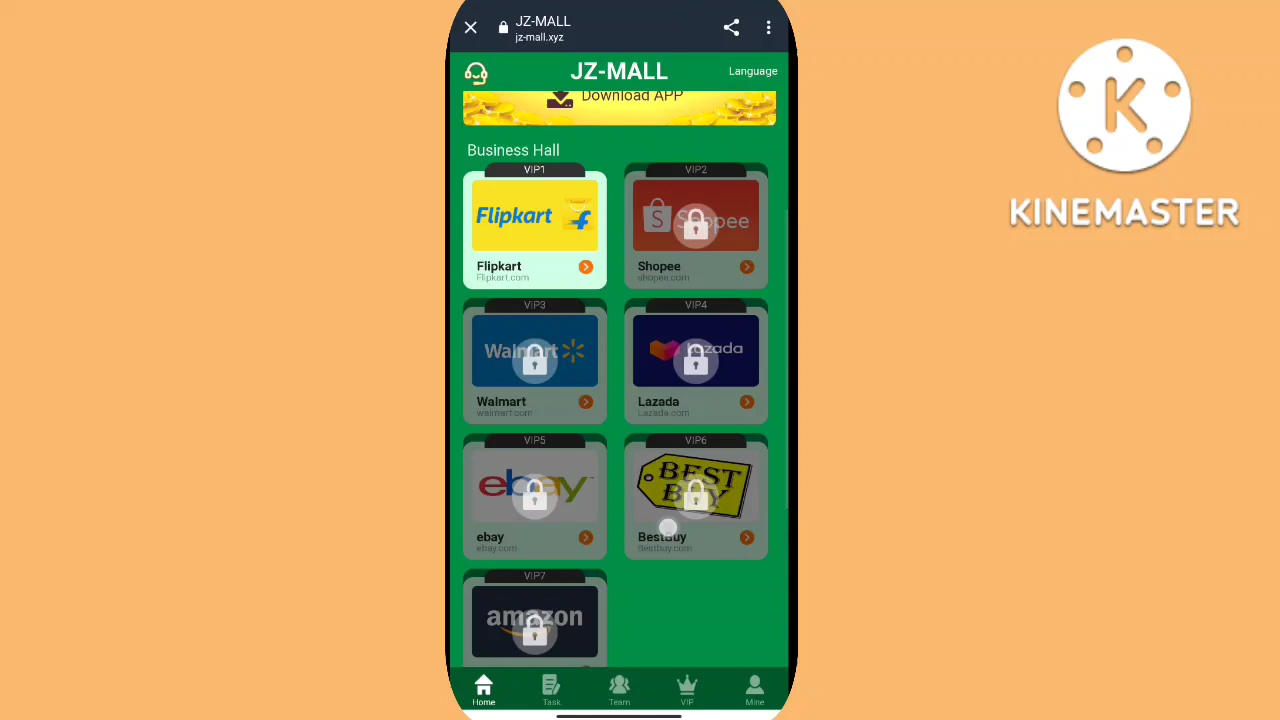 JZ-MALL
jz-mall.xyz
JZ-MALL
Language
Download APP
Business Hall
VIP1
VIP2
Flipkart
Shopee
Flipkart
Shopee
Flipkart.com
shopee.com
VIP3
VIP4
Walmart
Lazada
Walmart
Lazada
walmart.com
Lazada.com
VIP5
VIP6
ebay
BEST BUY
ebay
BestBuy
ebay.com
Bestbuy.com
VIP7
amazon
Home
Task
Team
VIP
Mine
K
KINEMASTER